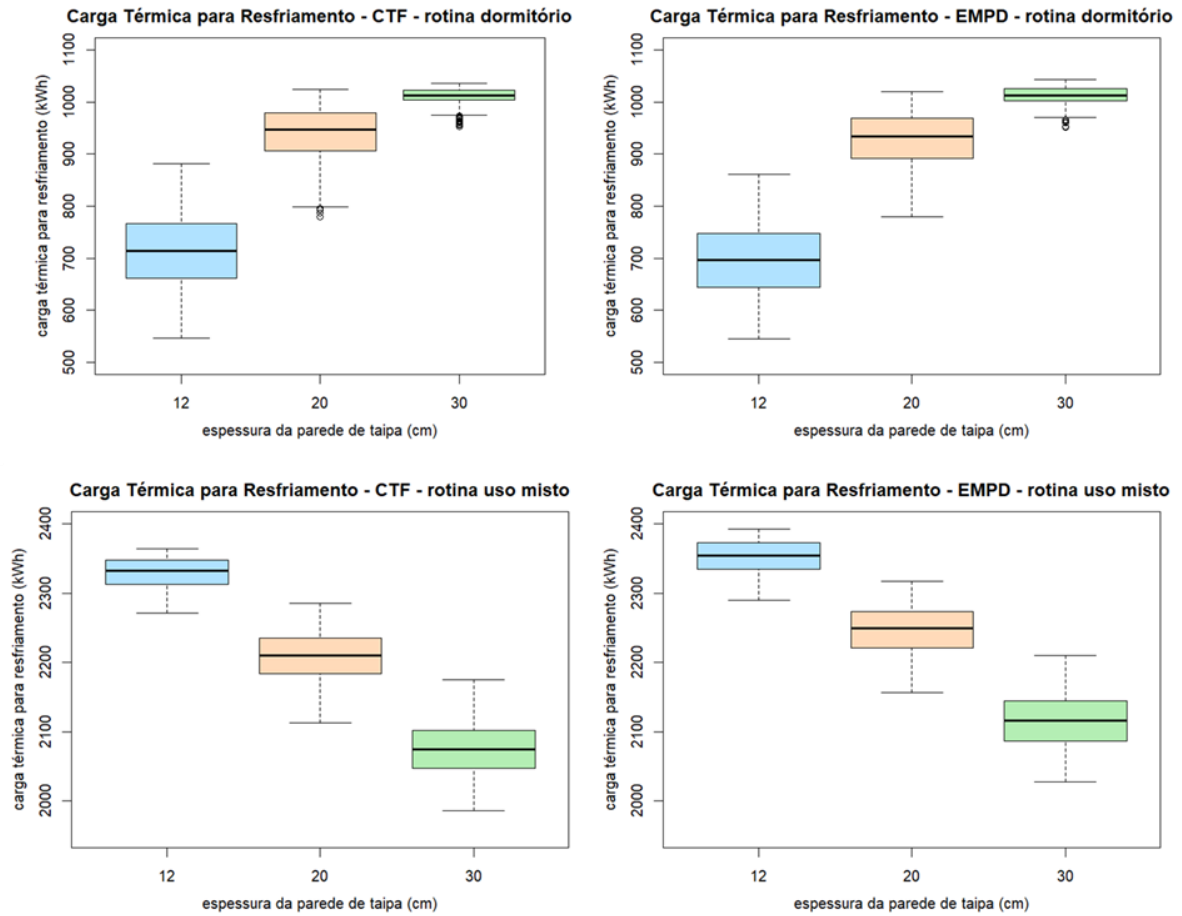 Carga Térmica para Resfriamento - CTF - rotina dormitório
carga térmica para resfriamento (kWh)
1100
1000
900
800
700
600
500
12 20 30
espessura da parede de taipa (cm)
Carga Térmica para Resfriamento - EMPD - rotina dormitório
carga térmica para resfriamento (kWh)
1100
1000
900
800
700
600
500
12 20 30
espessura da parede de taipa (cm)
Carga Térmica para Resfriamento - CTF - rotina uso misto
carga térmica para resfriamento (kWh)
2400
2300
2200
2100
2000
12 20 30
espessura da parede de taipa (cm)
Carga Térmica para Resfriamento - EMPD - rotina uso misto
carga térmica para resfriamento (kWh)
2400
2300
2200
2100
2000
12 20 30
espessura da parede de taipa (cm)